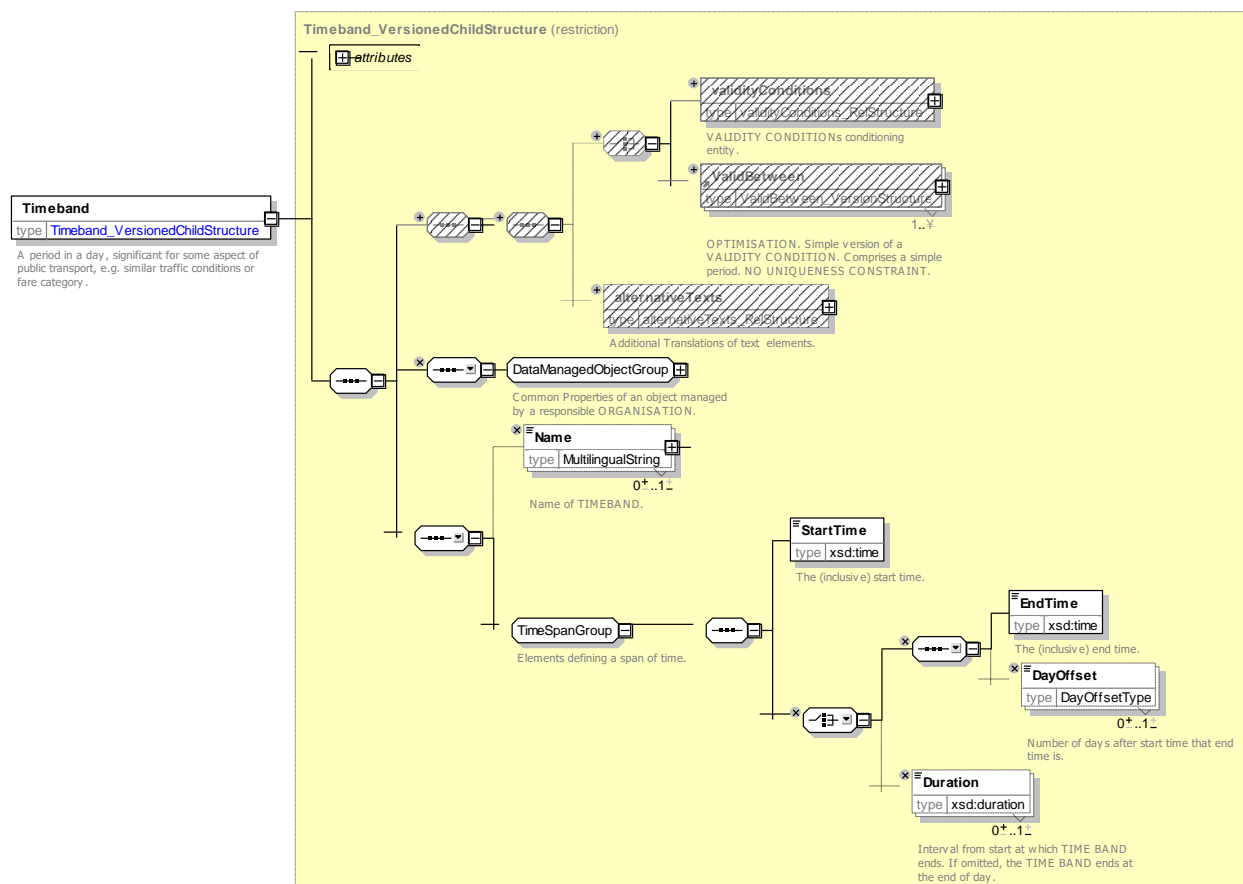 Timeband_VersionedChildStructure (restriction)
attributes
validityConditions
type validityConditions_RelStructure
VALIDITY CONDITIONs conditioning
entity.
ValidBetween
type ValidBetween_VersionStructure
1..¥
OPTIMISATION. Simple version of a
VALIDITY CONDITION. Comprises a simple
period. NO UNIQUENESS CONSTRAINT.
Timeband
type Timeband_VersionedChildStructure
A period in a day, significant for some aspect of
public transport, e.g. similar traffic conditions or
fare category.
alternativeTexts
type alternativeTexts_RelStructure
Additional Translations of text elements.
DataManagedObjectGroup
Common Properties of an object managed
by a responsible ORGANISATION.
Name
type MultilingualString
0..1
Name of TIMEBAND.
StartTime
type xsd:time
The (inclusive) start time.
TimeSpanGroup
Elements defining a span of time.
EndTime
type xsd:time
The (inclusive) end time.
DayOffset
type DayOffsetType
0..1
Number of days after start time that end
time is.
Duration
type xsd:duration
0..1
Interval from start at which TIME BAND
ends. If omitted, the TIME BAND ends at
the end of day.